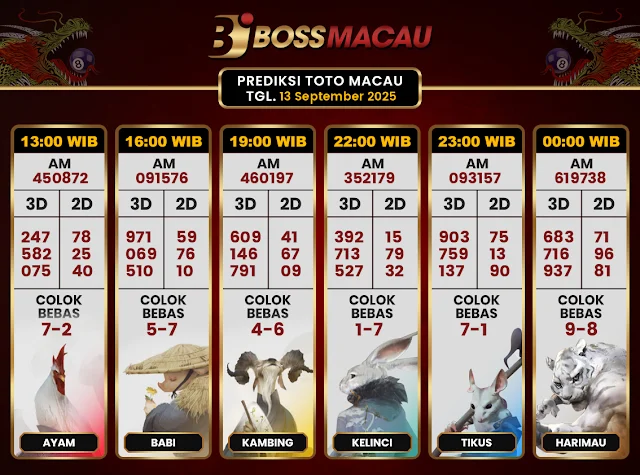 BJ BOSSMACAU
PREDIKSI TOTO MACAU
TGL. 13 September 2025
13:00 WIB
AM
450872
3D 2D
247 78
582 25
075 40
COLOK
BEBAS
7-2
AYAM
16:00 WIB
AM
091576
3D 2D
971 59
069 76
510 10
COLOK
BEBAS
5-7
BABI
19:00 WIB
AM
460197
3D 2D
609 41
146 67
791 09
COLOK
BEBAS
4-6
KAMBING
22:00 WIB
AM
352179
3D 2D
392 15
713 79
527 32
COLOK
BEBAS
1-7
KELINCI
23:00 WIB
AM
093157
3D 2D
903 75
759 13
137 90
COLOK
BEBAS
7-1
TIKUS
00:00 WIB
AM
619738
3D 2D
683 71
716 96
937 81
COLOK
BEBAS
9-8
HARIMAU
8
8